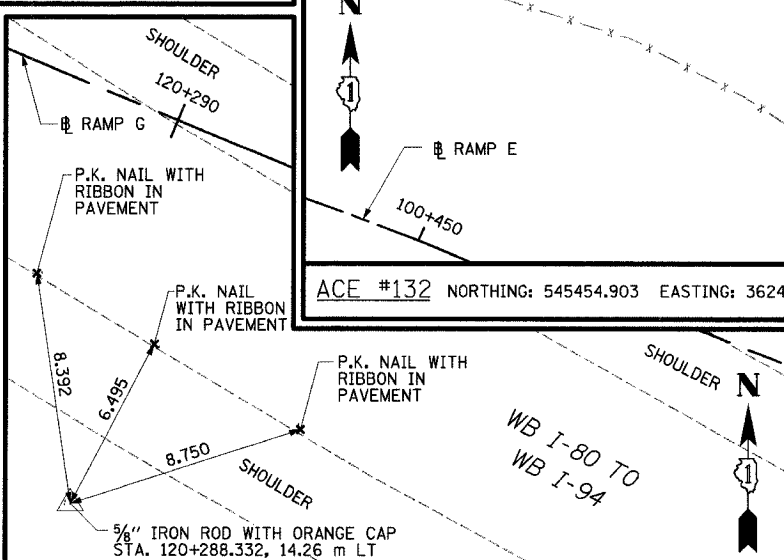 N
SHOULDER
120+290
℄ RAMP G
P.K. NAIL WITH
RIBBON IN
PAVEMENT
1
℄ RAMP E
100+450
ACE #132 NORTHING: 545454.903 EASTING: 3624
P.K. NAIL
WITH RIBBON
IN PAVEMENT
P.K. NAIL WITH
RIBBON IN
PAVEMENT
8.392
6.495
8.750
SHOULDER
SHOULDER
N
1
WB I-80 TO
WB I-94
5/8" IRON ROD WITH ORANGE CAP
STA. 120+288.332, 14.26 m LT